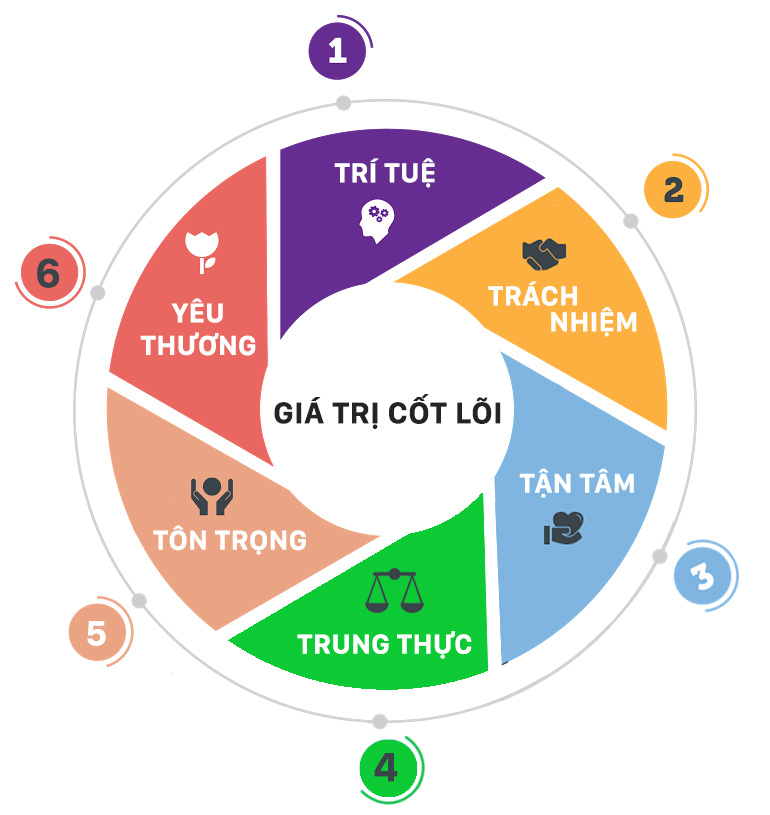 1
TRÍ TUỆ
2
TRÁCH
NHIỆM
3
TẬN TÂM
4
TRUNG THỰC
5
TÔN TRỌNG
6
YÊU
THƯƠNG
GIÁ TRỊ CỐT LÕI